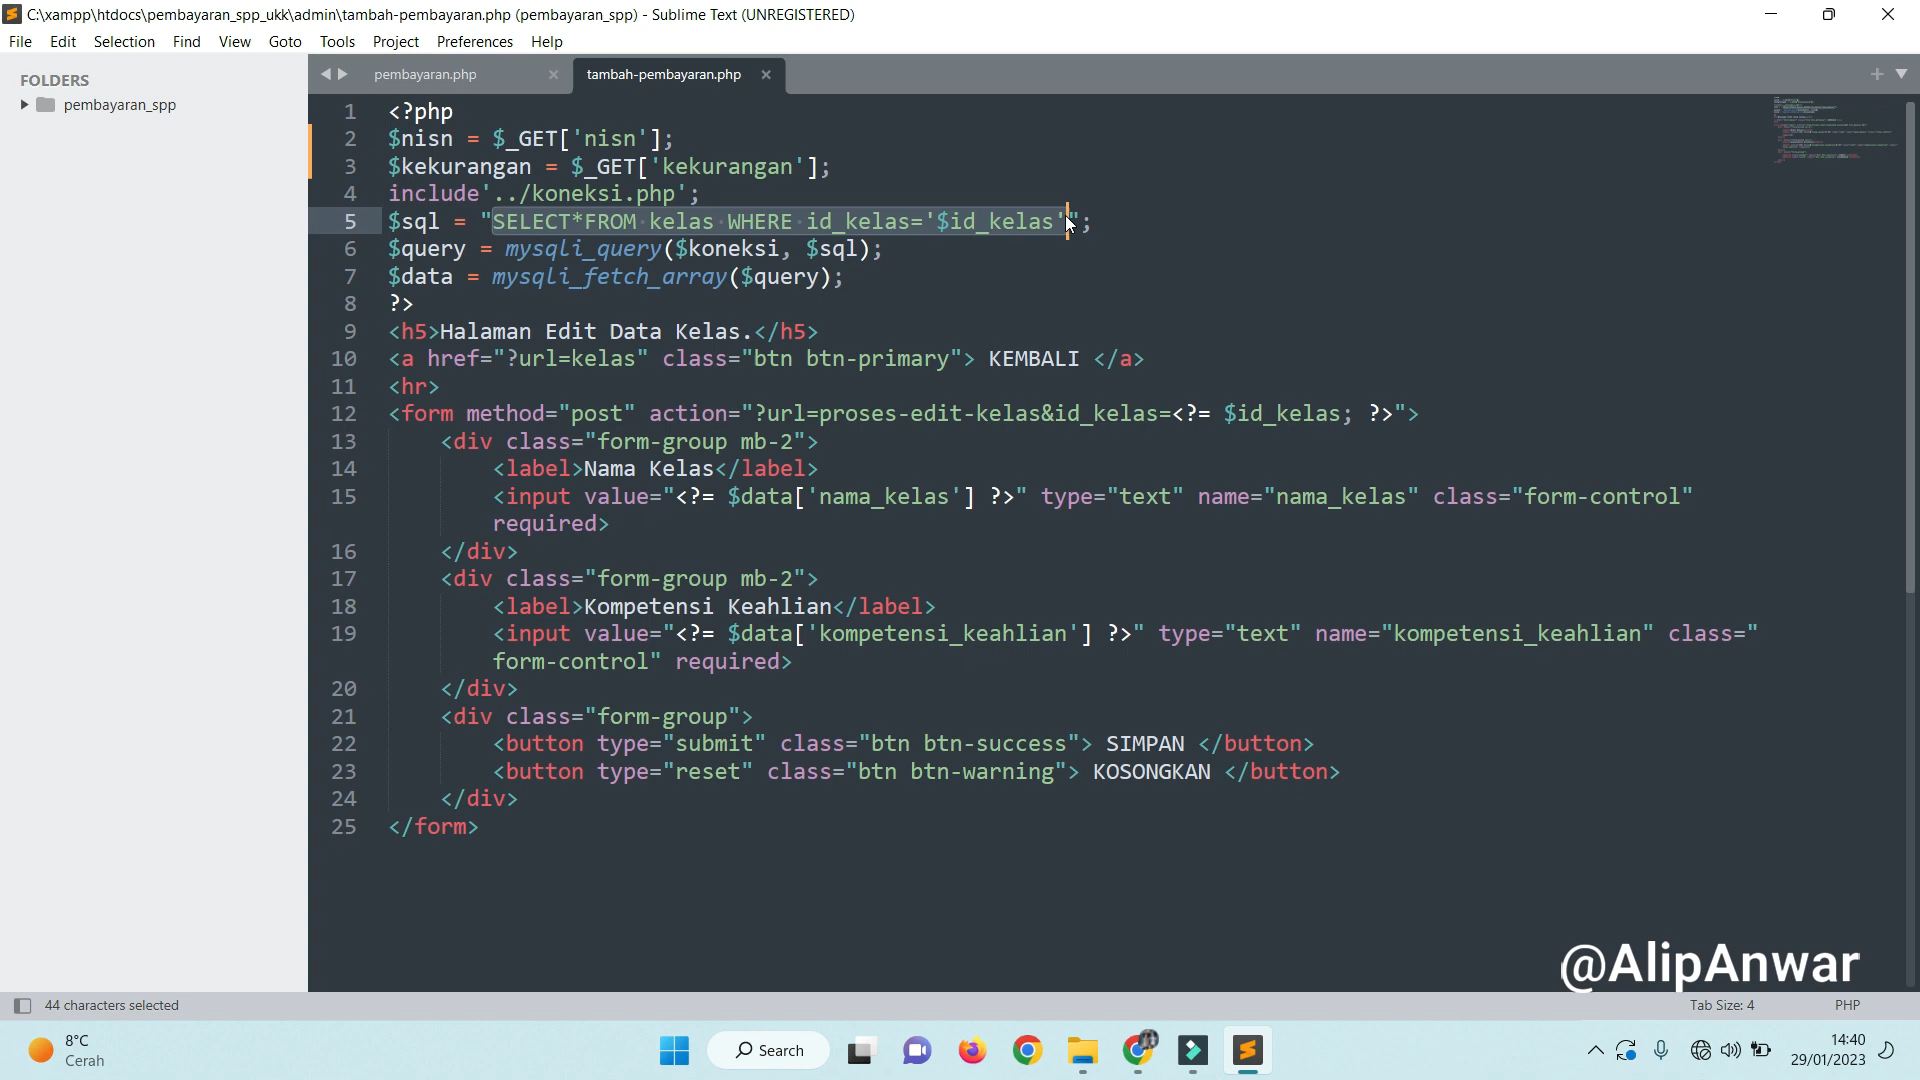 C:\xampp\htdocs\pembayaran_spp_ukk\admin\tambah-pembayaran.php (pembayaran_spp) - Sublime Text (UNREGISTERED)
File Edit Selection Find View Goto Tools Project Preferences Help
FOLDERS
pembayaran_spp
pembayaran.php
tambah-pembayaran.php
1 <?php
2 $nisn = $_GET['nisn'];
3 $kekurangan = $_GET['kekurangan'];
4 include'../koneksi.php';
5 $sql = "SELECT*FROM kelas WHERE id_kelas='$id_kelas'";
6 $query = mysqli_query($koneksi, $sql);
7 $data = mysqli_fetch_array($query);
8 ?>
9 <h5>Halaman Edit Data Kelas.</h5>
10 <a href="?url=kelas" class="btn btn-primary"> KEMBALI </a>
11 <hr>
12 <form method="post" action="?url=proses-edit-kelas&id_kelas=<?= $id_kelas; ?>">
13 <div class="form-group mb-2">
14 <label>Nama Kelas</label>
15 <input value="<?= $data['nama_kelas'] ?>" type="text" name="nama_kelas" class="form-control"
required>
16 </div>
17 <div class="form-group mb-2">
18 <label>Kompetensi Keahlian</label>
19 <input value="<?= $data['kompetensi_keahlian'] ?>" type="text" name="kompetensi_keahlian" class="
form-control" required>
20 </div>
21 <div class="form-group">
22 <button type="submit" class="btn btn-success"> SIMPAN </button>
23 <button type="reset" class="btn btn-warning"> KOSONGKAN </button>
24 </div>
25 </form>
@AlipAnwar
44 characters selected
Tab Size: 4
PHP
8°C
Cerah
Search
14:40
29/01/2023